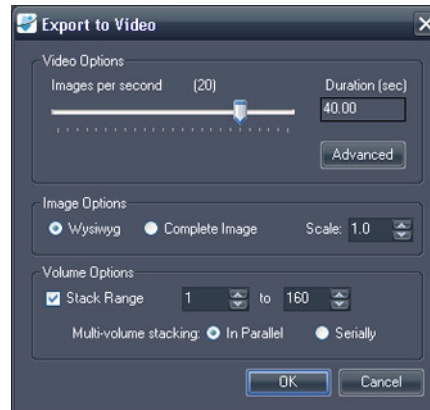 Export to Video
Video Options
Images per second (20) Duration (sec)
40.00
Advanced
Image Options
Wysiwyg Complete Image Scale: 1.0
Volume Options
Stack Range 1 to 160
Multi-volume stacking: In Parallel Serially
OK Cancel